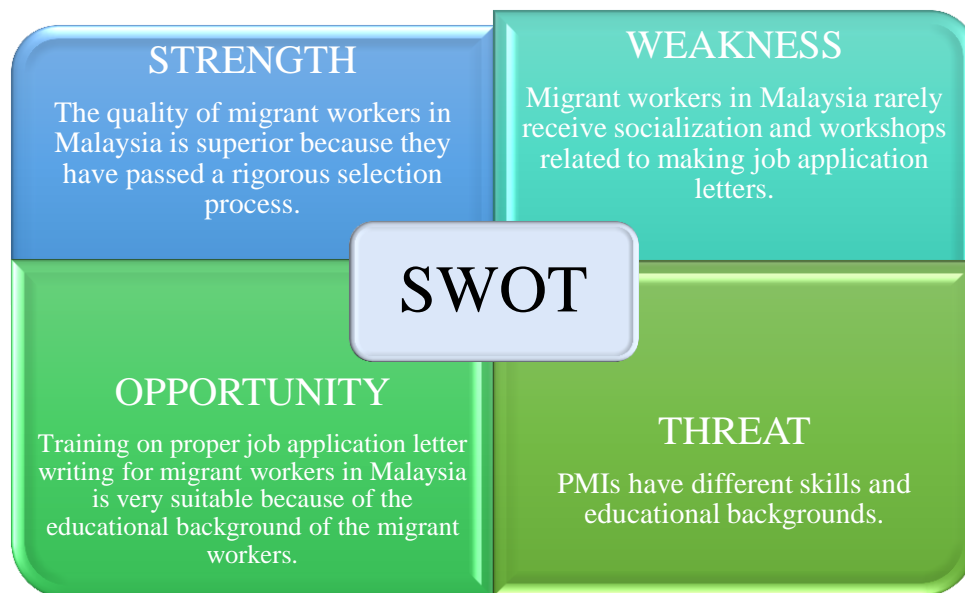 STRENGTH
The quality of migrant workers in
Malaysia is superior because they
have passed a rigorous selection
process.
WEAKNESS
Migrant workers in Malaysia rarely
receive socialization and workshops
related to making job application
letters.
SWOT
OPPORTUNITY
Training on proper job application letter
writing for migrant workers in Malaysia
is very suitable because of the
educational background of the migrant
workers.
THREAT
PMIs have different skills and
educational backgrounds.